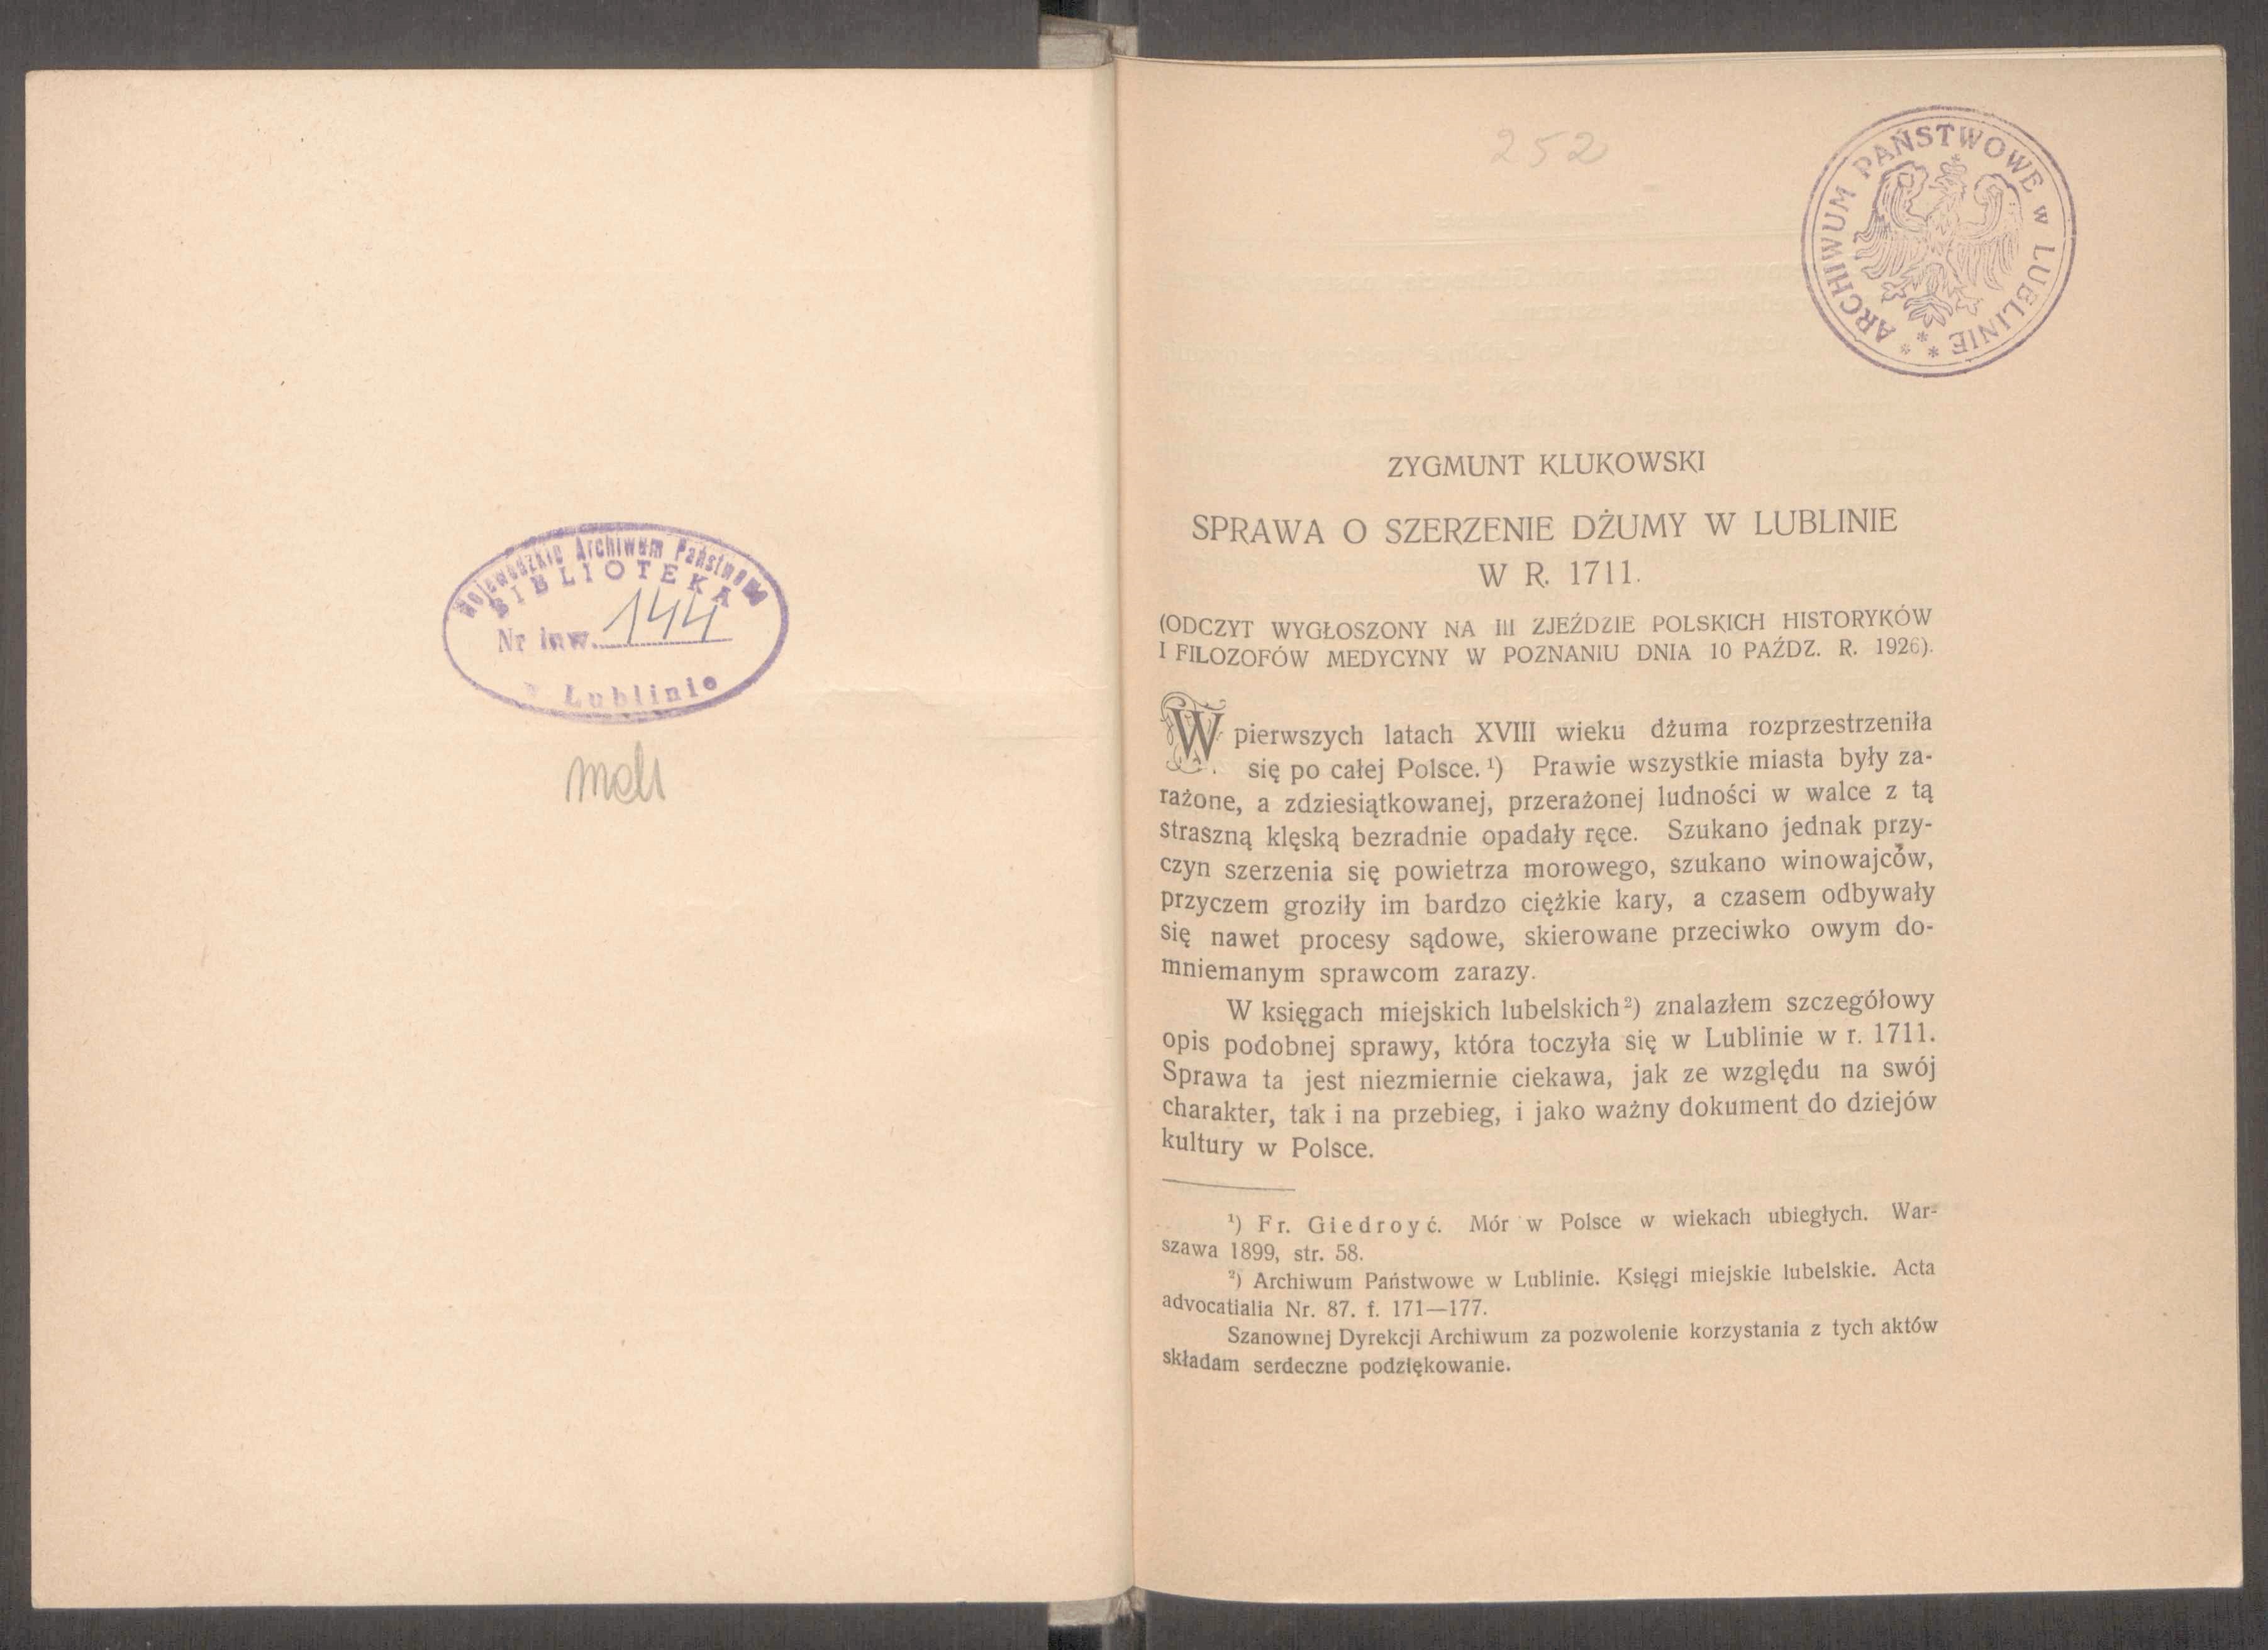 Wojewódzkie Archiwum Państwowe
BIBLIOTEKA
Nr inw. 144
w Lublinie
252
ARCHIWUM PAŃSTWOWE w LUBLINIE
ZYGMUNT KLUKOWSKI
SPRAWA O SZERZENIE DŻUMY W LUBLINIE
W R. 1711.
(ODCZYT WYGŁOSZONY NA III ZJEŹDZIE POLSKICH HISTORYKÓW
I FILOZOFÓW MEDYCYNY W POZNANIU DNIA 10 PAŹDZ. R. 1926).
W pierwszych latach XVIII wieku dżuma rozprzestrzeniła
się po całej Polsce. ¹) Prawie wszystkie miasta były za-
rażone, a zdziesiątkowanej, przerażonej ludności w walce z tą
straszną klęską bezradnie opadały ręce. Szukano jednak przy-
czyn szerzenia się powietrza morowego, szukano winowajców,
przyczem groziły im bardzo ciężkie kary, a czasem odbywały
się nawet procesy sądowe, skierowane przeciwko owym do-
mniemanym sprawcom zarazy.
W księgach miejskich lubelskich ²) znalazłem szczegółowy
opis podobnej sprawy, która toczyła się w Lublinie w r. 1711.
Sprawa ta jest niezmiernie ciekawa, jak ze względu na swój
charakter, tak i na przebieg, i jako ważny dokument do dziejów
kultury w Polsce.
¹) Fr. Giedroyć. Mór w Polsce w wiekach ubiegłych. War-
szawa 1899, str. 58.
²) Archiwum Państwowe w Lublinie. Księgi miejskie lubelskie. Acta
advocatialia Nr. 87. f. 171—177.
Szanownej Dyrekcji Archiwum za pozwolenie korzystania z tych aktów
składam serdeczne podziękowanie.